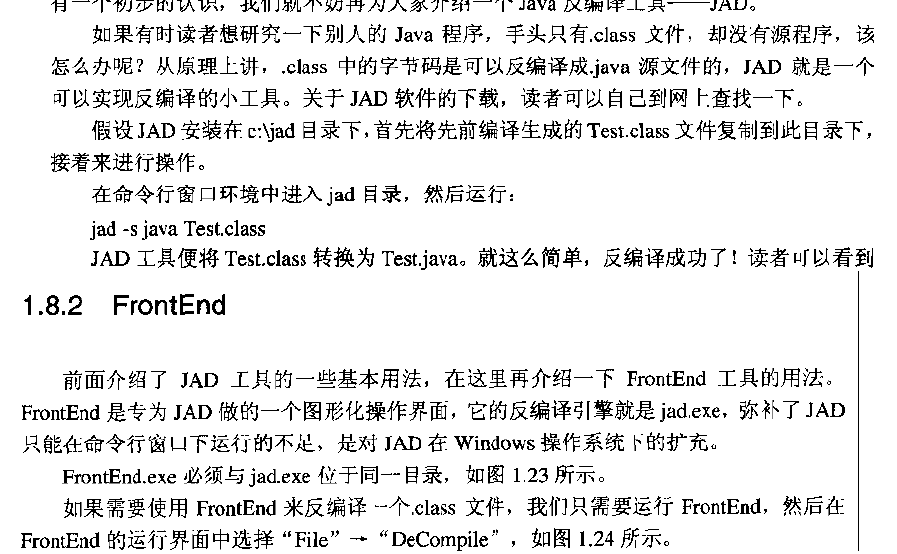 有一个初步的认识，我们就不妨再为大家介绍一个 Java 反编译工具——JAD。
如果有时读者想研究一下别人的 Java 程序，手头只有.class 文件，却没有源程序，该
怎么办呢？从原理上讲，.class 中的字节码是可以反编译成.java 源文件的，JAD 就是一个
可以实现反编译的小工具。关于 JAD 软件的下载，读者可以自己到网上查找一下。
假设 JAD 安装在 c:\jad 目录下，首先将先前编译生成的 Test.class 文件复制到此目录下，
接着来进行操作。
在命令行窗口环境中进入 jad 目录，然后运行：
jad -s java Test.class
JAD 工具便将 Test.class 转换为 Test.java。就这么简单，反编译成功了！读者可以看到
1.8.2 FrontEnd
前面介绍了 JAD 工具的一些基本用法，在这里再介绍一下 FrontEnd 工具的用法。
FrontEnd 是专为 JAD 做的一个图形化操作界面，它的反编译引擎就是 jad.exe，弥补了 JAD
只能在命令行窗口下运行的不足，是对 JAD 在 Windows 操作系统下的扩充。
FrontEnd.exe 必须与 jad.exe 位于同一目录，如图 1.23 所示。
如果需要使用 FrontEnd 来反编译一个.class 文件，我们只需要运行 FrontEnd，然后在
FrontEnd 的运行界面中选择“File”→“DeCompile”，如图 1.24 所示。